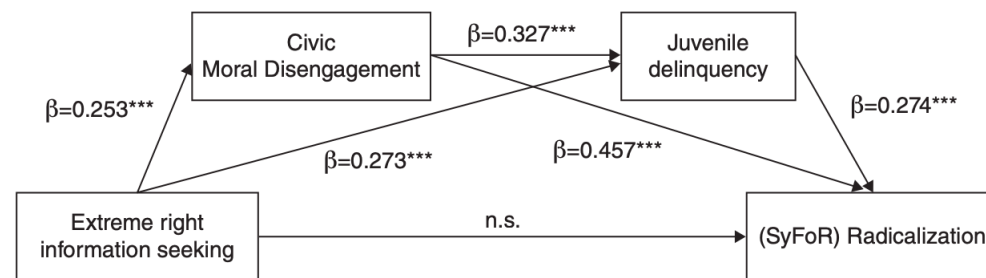 Civic
Moral Disengagement
β=0.327***
Juvenile
delinquency
β=0.253***
β=0.274***
β=0.273***
β=0.457***
Extreme right
information seeking
n.s.
(SyFoR) Radicalization